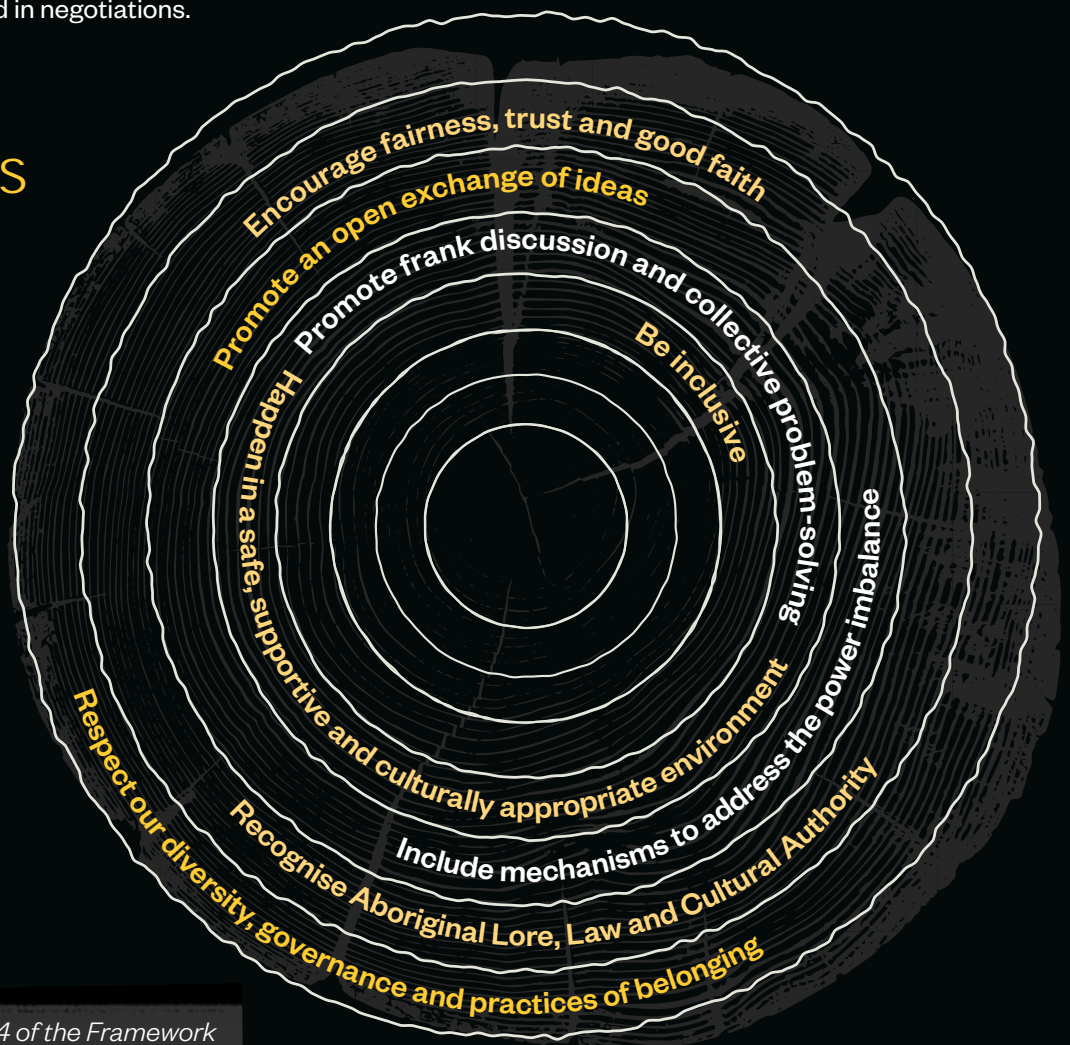 d in negotiations.
s
Encourage fairness, trust and good faith
Promote an open exchange of ideas
Promote frank discussion and collective problem-solving
Be inclusive
Happen in a safe, supportive and culturally appropriate environment
Include mechanisms to address the power imbalance
Recognise Aboriginal Lore, Law and Cultural Authority
Respect our diversity, governance and practices of belonging
4 of the Framework